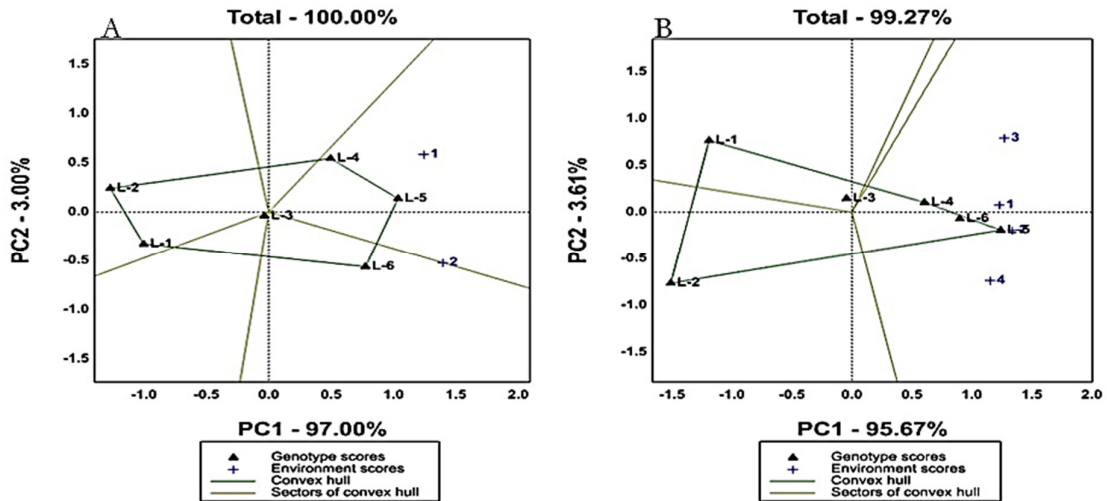 A
Total - 100.00%
PC2 - 3.00%
1.5
1.0
0.5
0.0
-0.5
-1.0
-1.5
L-4
1
L-2
L-5
L-3
L-1
L-6
2
-1.0 -0.5 0.0 0.5 1.0 1.5 2.0
PC1 - 97.00%
Genotype scores
Environment scores
Convex hull
Sectors of convex hull
B
Total - 99.27%
PC2 - 3.61%
1.5
1.0
0.5
0.0
-0.5
-1.0
-1.5
L-1
3
L-3
L-4
1
L-6
L-5
L-2
4
-1.5 -1.0 -0.5 0.0 0.5 1.0 1.5 2.0
PC1 - 95.67%
Genotype scores
Environment scores
Convex hull
Sectors of convex hull